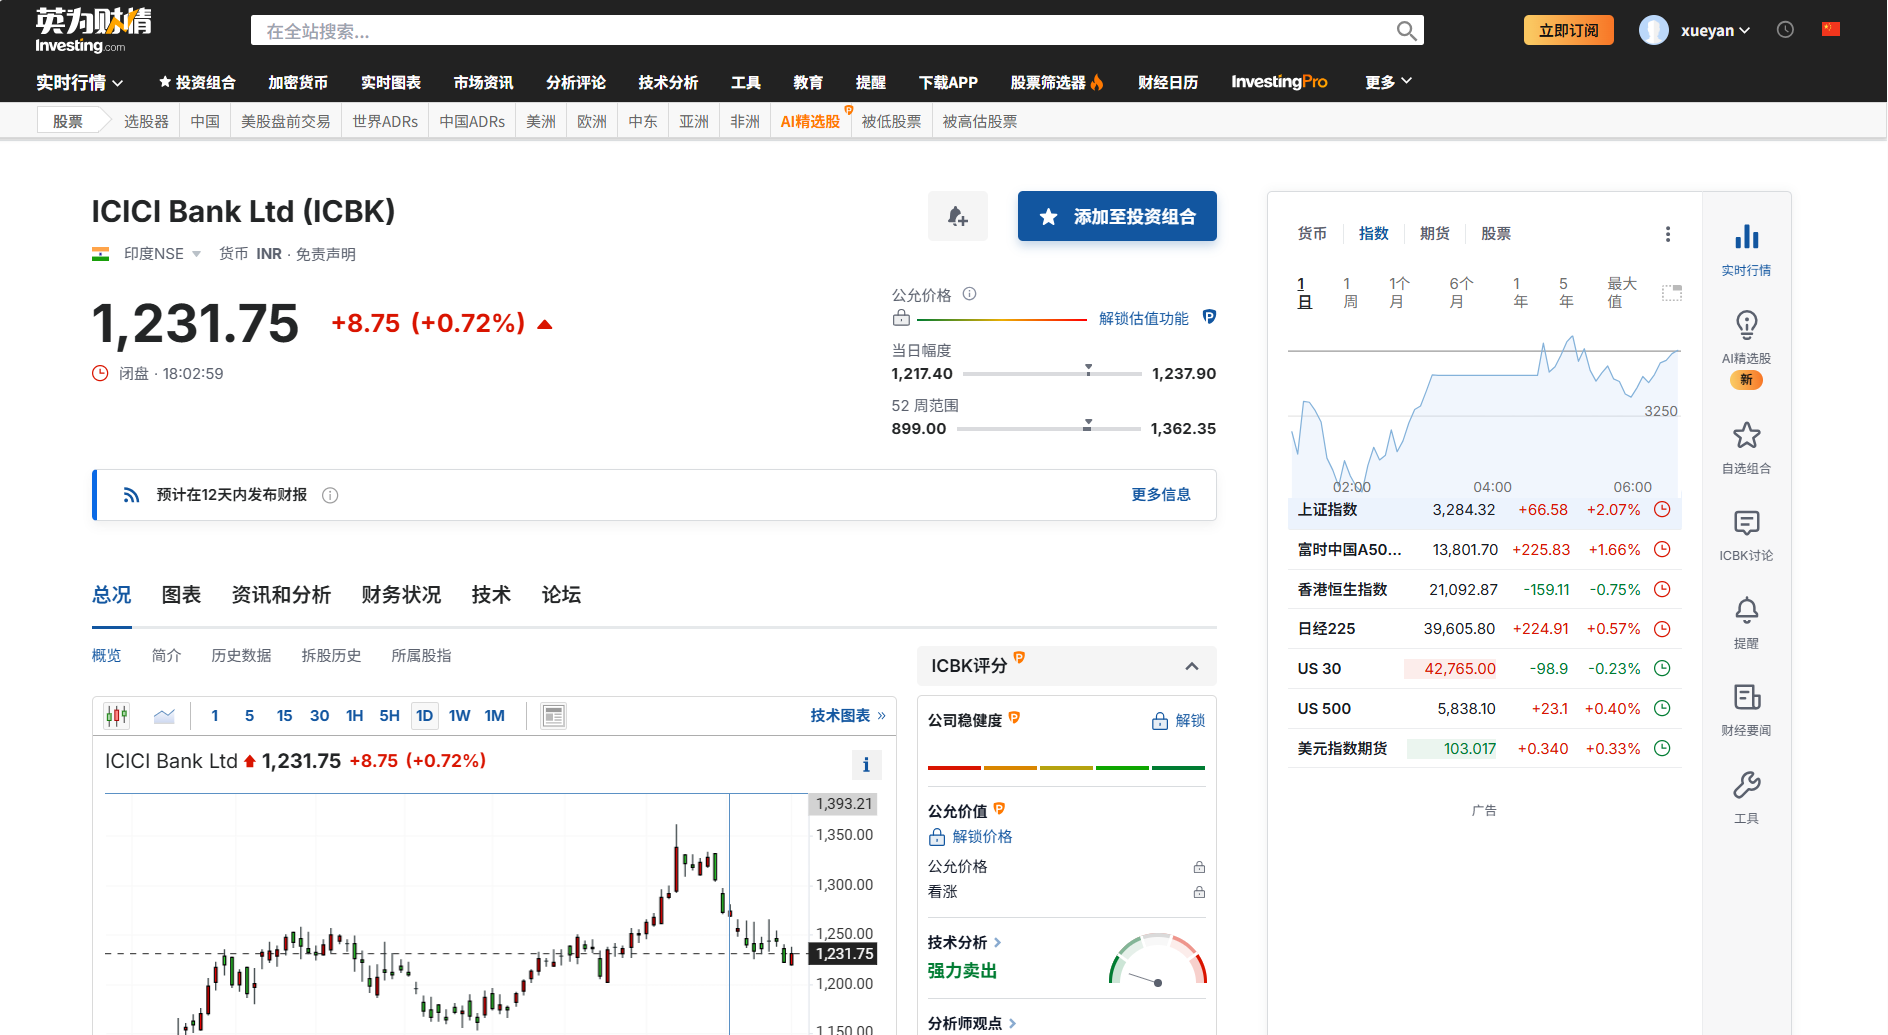 英为财情
Investing.com
在全站搜索...
立即订阅
xueyan
实时行情
投资组合
加密货币
实时图表
市场资讯
分析评论
技术分析
工具
教育
提醒
下载APP
股票筛选器
财经日历
InvestingPro
更多
股票
选股器
中国
美股盘前交易
世界ADRs
中国ADRs
美洲
欧洲
中东
亚洲
非洲
AI精选股
被低股票
被高估股票
ICICI Bank Ltd (ICBK)
添加至投资组合
印度NSE
货币 INR · 免责声明
1,231.75
+8.75 (+0.72%)
闭盘 · 18:02:59
公允价格
解锁估值功能
当日幅度
1,217.40
1,237.90
52 周范围
899.00
1,362.35
预计在12天内发布财报
更多信息
总况
图表
资讯和分析
财务状况
技术
论坛
概览
简介
历史数据
拆股历史
所属股指
1
5
15
30
1H
5H
1D
1W
1M
技术图表 »
ICICI Bank Ltd 1,231.75 +8.75 (+0.72%)
i
1,393.21
1,350.00
1,300.00
1,250.00
1,231.75
1,200.00
1,150.00
ICBK评分
公司稳健度
解锁
公允价值
解锁价格
公允价格
看涨
技术分析
强力卖出
分析师观点
货币
指数
期货
股票
1日
1周
1个月
6个月
1年
5年
最大值
3250
02:00
04:00
06:00
上证指数 3,284.32 +66.58 +2.07%
富时中国A50... 13,801.70 +225.83 +1.66%
香港恒生指数 21,092.87 -159.11 -0.75%
日经225 39,605.80 +224.91 +0.57%
US 30 42,765.00 -98.9 -0.23%
US 500 5,838.10 +23.1 +0.40%
美元指数期货 103.017 +0.340 +0.33%
广告
实时行情
AI精选股
新
自选组合
ICBK讨论
提醒
财经要闻
工具